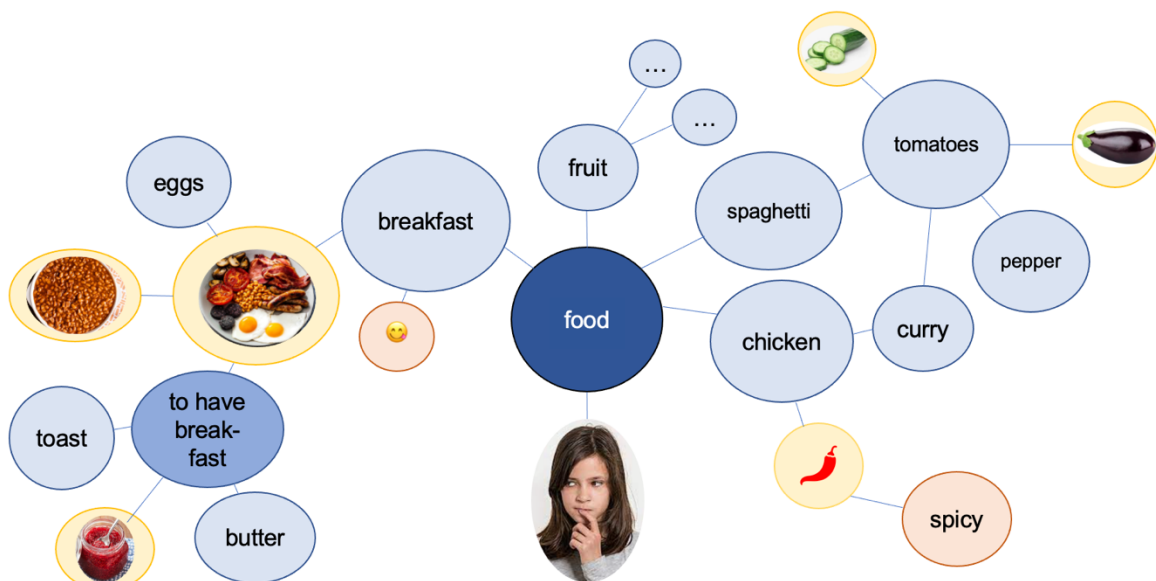 ...
...
tomatoes
fruit
eggs
breakfast
spaghetti
pepper
food
chicken
curry
to have
break-
fast
toast
spicy
butter